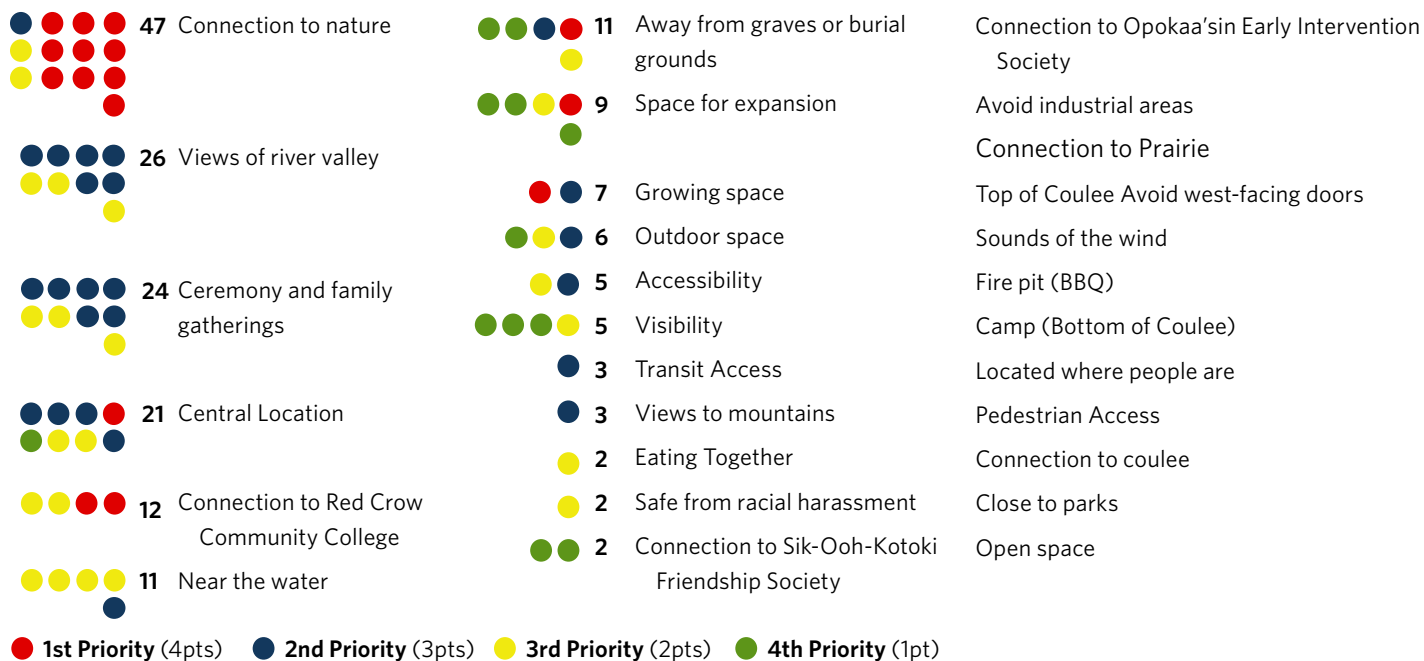 47 Connection to nature
26 Views of river valley
24 Ceremony and family
gatherings
21 Central Location
12 Connection to Red Crow
Community College
11 Near the water
11 Away from graves or burial
grounds
9 Space for expansion
7 Growing space
6 Outdoor space
5 Accessibility
5 Visibility
3 Transit Access
3 Views to mountains
2 Eating Together
2 Safe from racial harassment
2 Connection to Sik-Ooh-Kotoki
Friendship Society
Connection to Opokaa'sin Early Intervention
Society
Avoid industrial areas
Connection to Prairie
Top of Coulee Avoid west-facing doors
Sounds of the wind
Fire pit (BBQ)
Camp (Bottom of Coulee)
Located where people are
Pedestrian Access
Connection to coulee
Close to parks
Open space
1st Priority (4pts) 2nd Priority (3pts) 3rd Priority (2pts) 4th Priority (1pt)